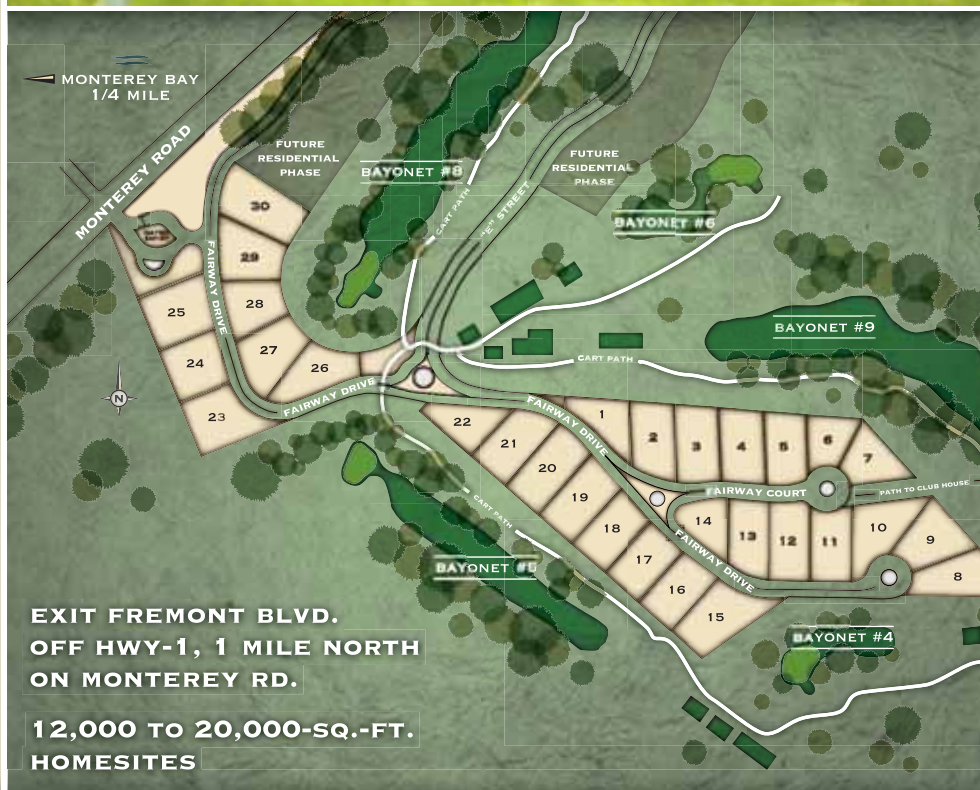 MONTEREY BAY
1/4 MILE
MONTEREY ROAD
FUTURE
RESIDENTIAL
PHASE
BAYONET #8
CART PATH
"E" STREET
FUTURE
RESIDENTIAL
PHASE
BAYONET #6
30
29
28
27
26
25
24
23
FAIRWAY DRIVE
FAIRWAY DRIVE
N
BAYONET #9
CART PATH
FAIRWAY DRIVE
1
2
3
4
5
6
7
22
21
20
19
18
17
16
15
FAIRWAY COURT
PATH TO CLUB HOUSE
14
13
12
11
10
9
8
FAIRWAY DRIVE
CART PATH
BAYONET #5
BAYONET #4
EXIT FREMONT BLVD.
OFF HWY-1, 1 MILE NORTH
ON MONTEREY RD.
12,000 TO 20,000-SQ.-FT.
HOMESITES